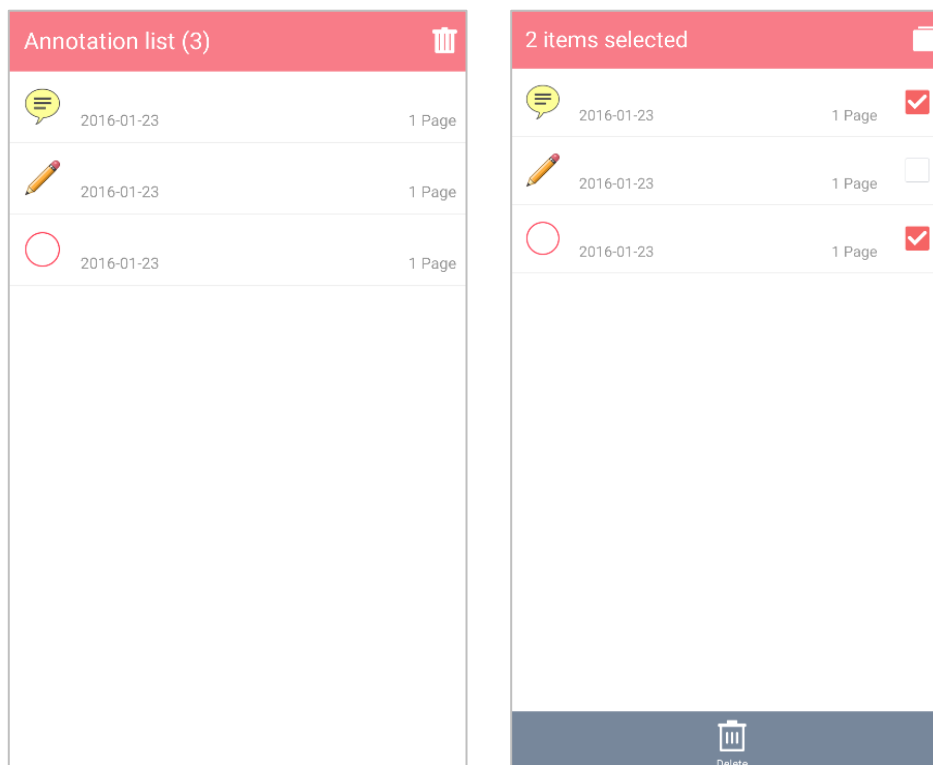 Annotation list (3)
2016-01-23 1 Page
2016-01-23 1 Page
2016-01-23 1 Page
2 items selected
2016-01-23 1 Page
2016-01-23 1 Page
2016-01-23 1 Page
Delete